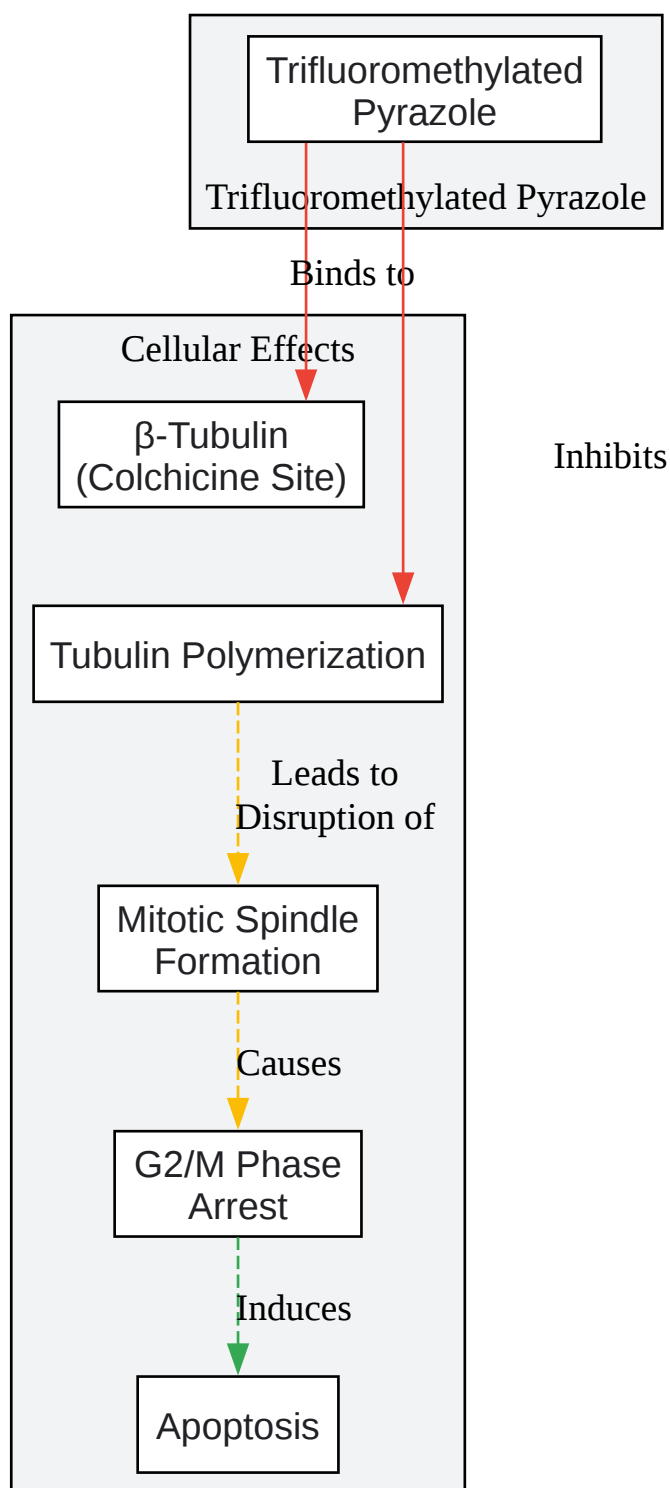 Trifluoromethylated
Pyrazole
Trifluoromethylated Pyrazole
Binds to
Cellular Effects
β-Tubulin
(Colchicine Site)
Inhibits
Tubulin Polymerization
Leads to
Disruption of
Mitotic Spindle
Formation
Causes
G2/M Phase
Arrest
Induces
Apoptosis